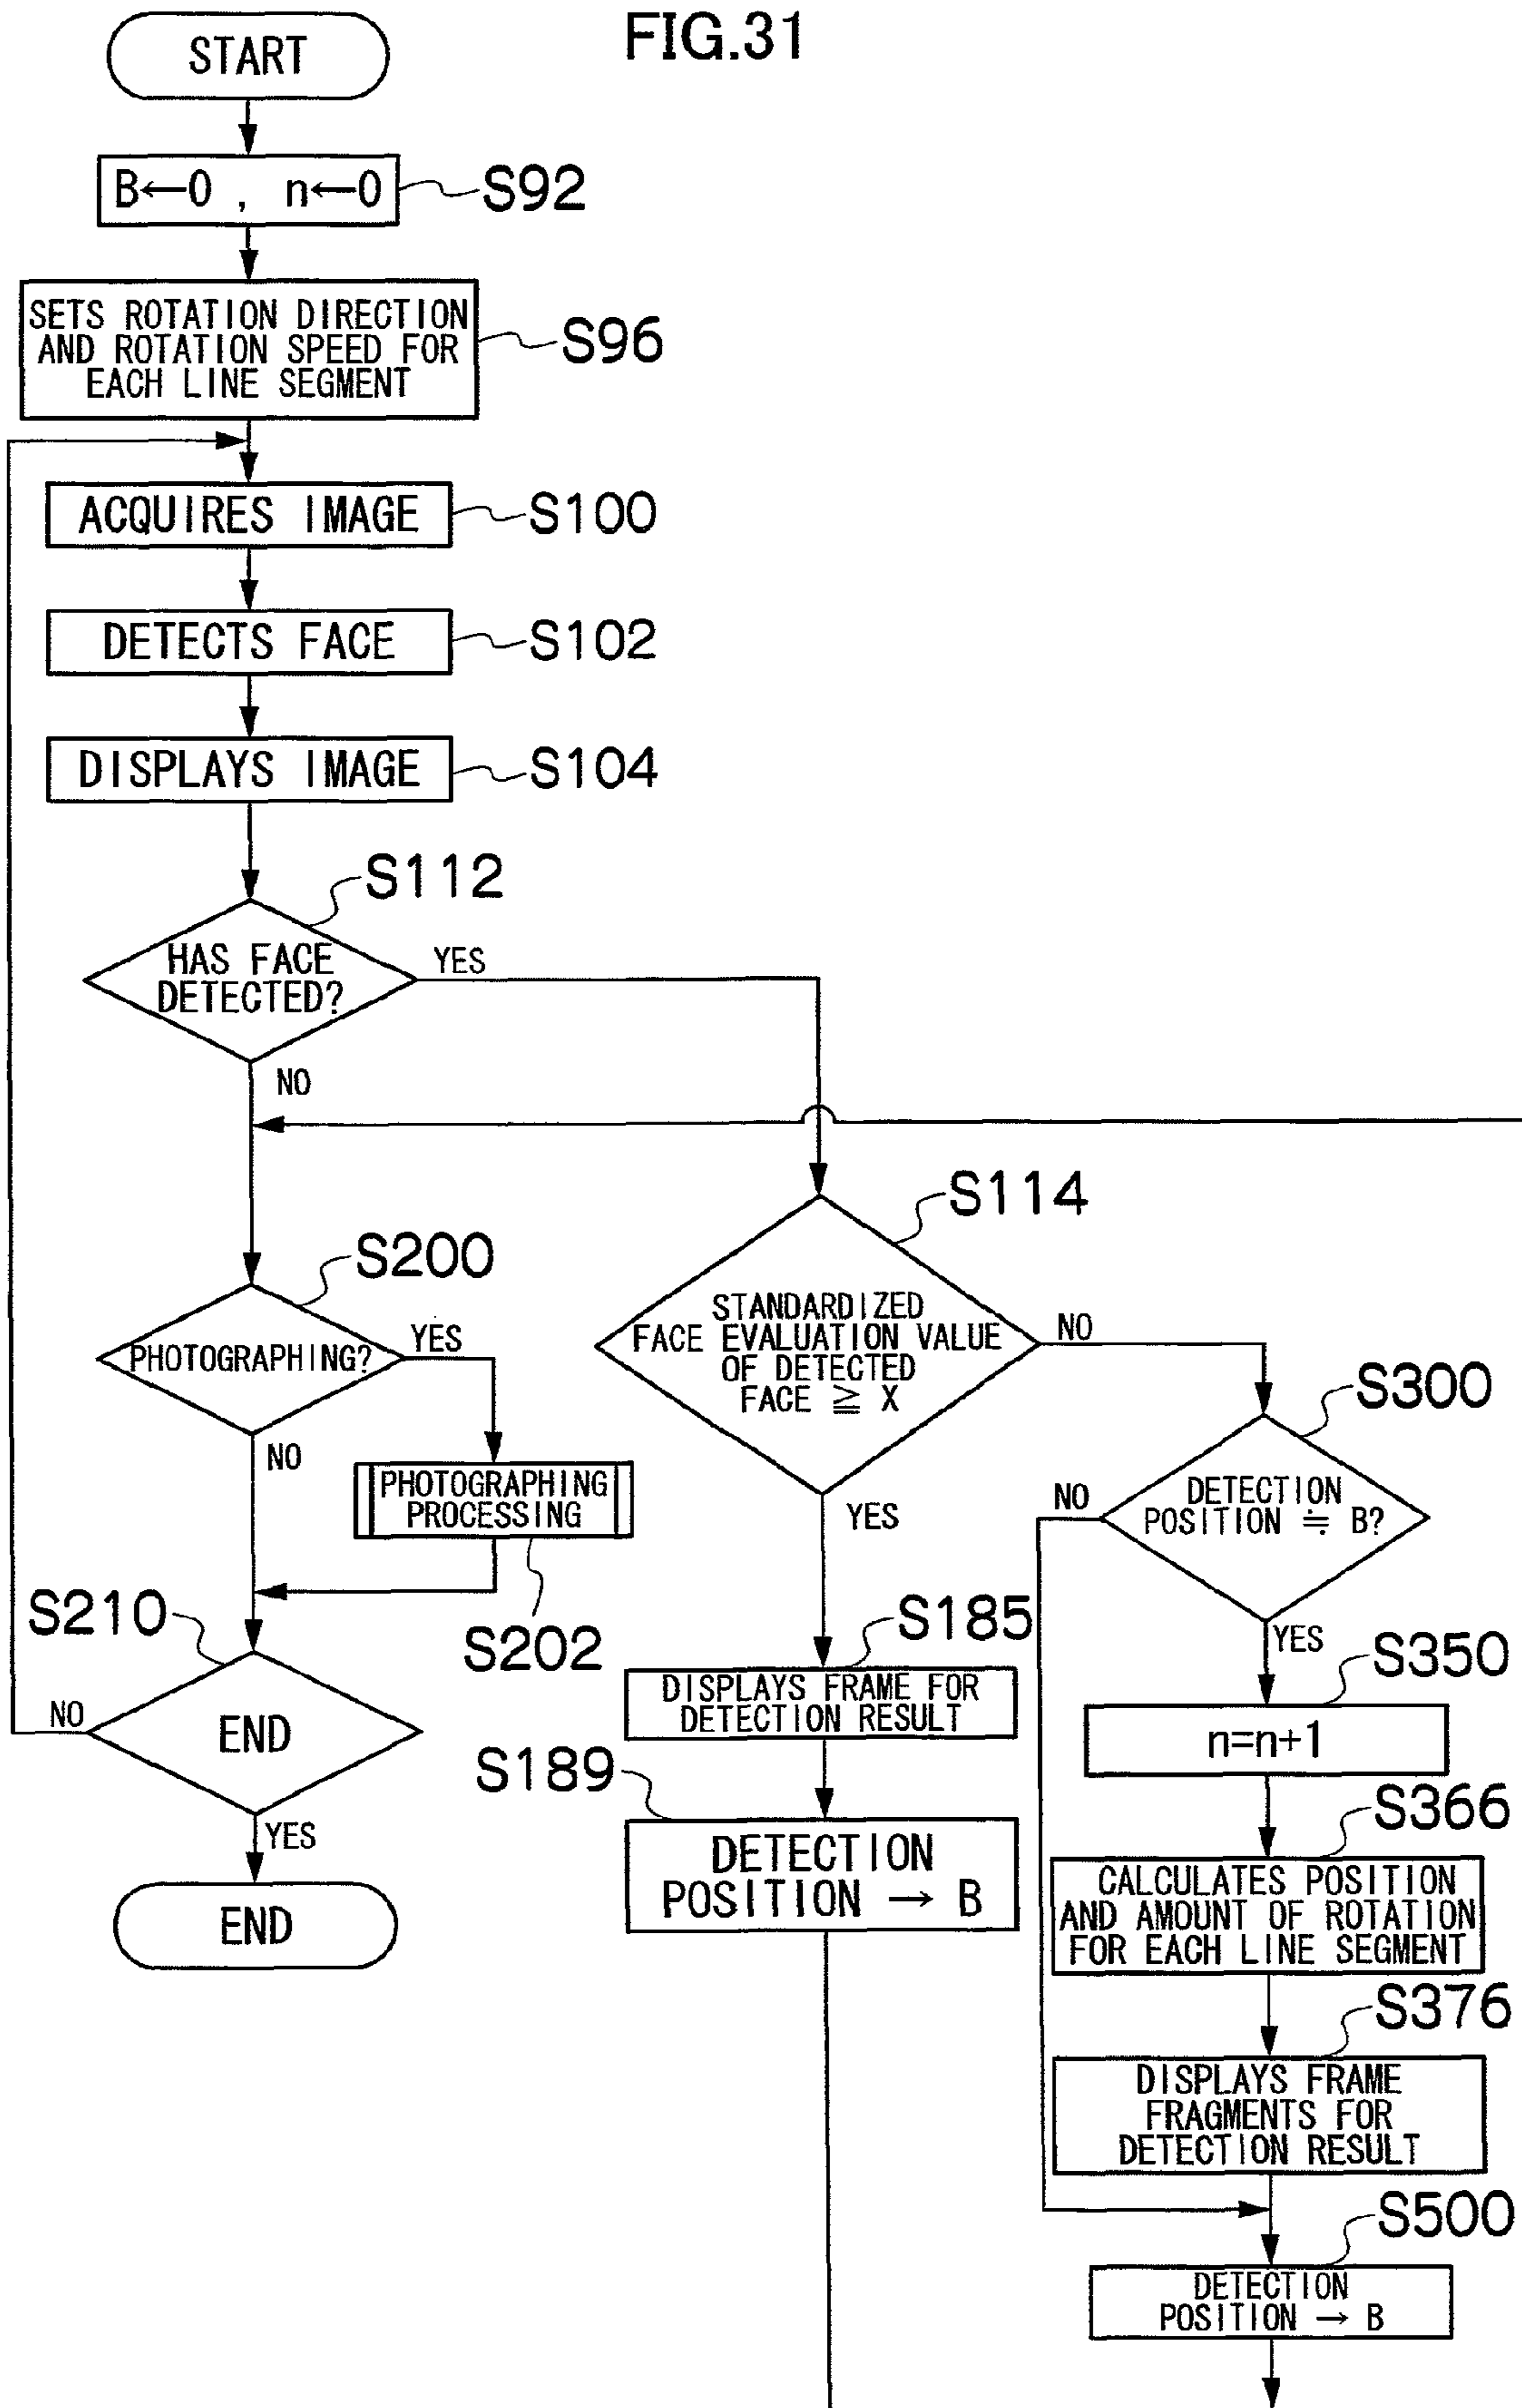 FIG.31
START
B←0 , n←0
S92
SETS ROTATION DIRECTION
AND ROTATION SPEED FOR
EACH LINE SEGMENT
S96
ACQUIRES IMAGE
S100
DETECTS FACE
S102
DISPLAYS IMAGE
S104
S112
HAS FACE
DETECTED?
YES
NO
S200
PHOTOGRAPHING?
YES
NO
PHOTOGRAPHING
PROCESSING
S202
S210
END
NO
YES
END
S114
STANDARDIZED
FACE EVALUATION VALUE
OF DETECTED
FACE ≧ X
NO
YES
S185
DISPLAYS FRAME FOR
DETECTION RESULT
S189
DETECTION
POSITION → B
S300
DETECTION
POSITION ≒ B?
NO
YES
S350
n=n+1
S366
CALCULATES POSITION
AND AMOUNT OF ROTATION
FOR EACH LINE SEGMENT
S376
DISPLAYS FRAME
FRAGMENTS FOR
DETECTION RESULT
S500
DETECTION
POSITION → B